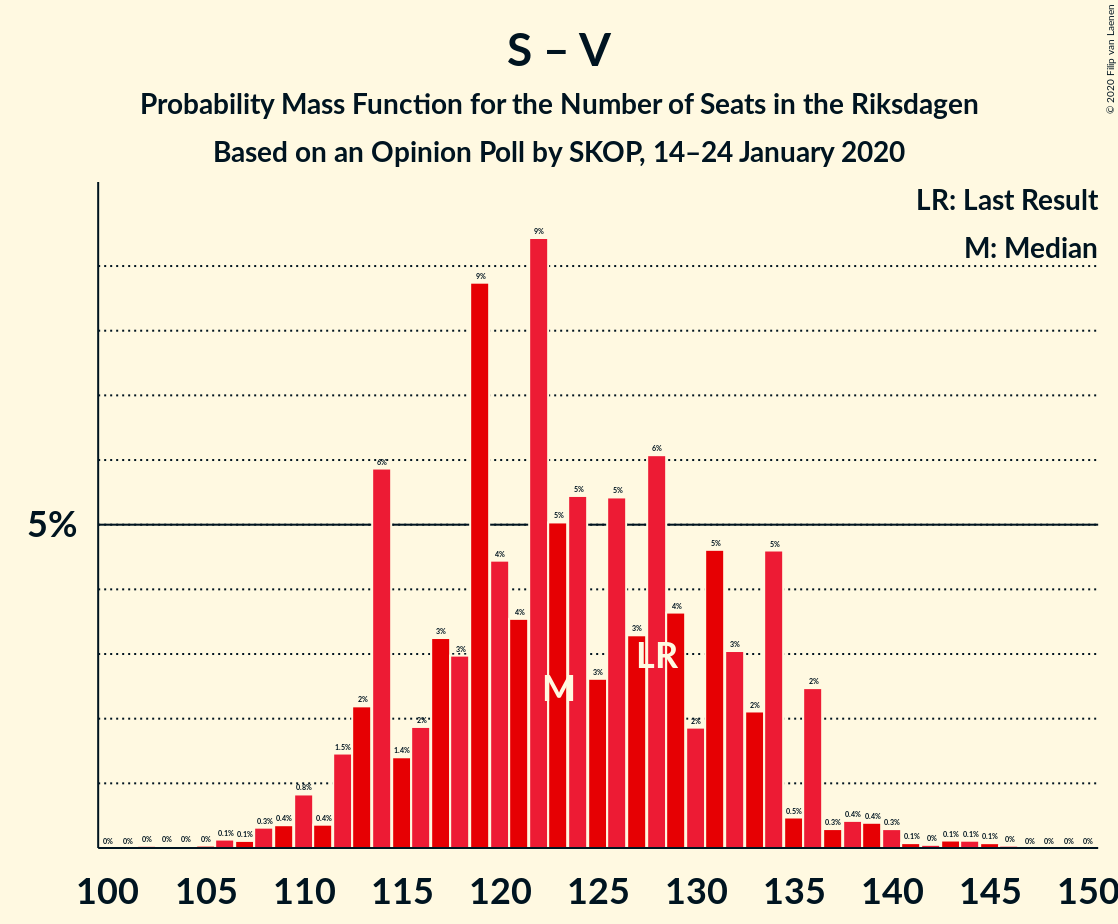 S – V
Probability Mass Function for the Number of Seats in the Riksdagen
Based on an Opinion Poll by SKOP, 14–24 January 2020
© 2020 Filip van Laenen
LR: Last Result
M: Median
5%
0% 0% 0% 0% 0% 0% 0.1% 0.1% 0.3% 0.4% 0.8% 0.4% 1.5% 2% 6% 1.4% 2% 3% 3% 9% 4% 4% 9% 5% 5% 3% 5% 3% 6% 4% 2% 5% 3% 2% 5% 0.5% 2% 0.3% 0.4% 0.4% 0.3% 0.1% 0% 0.1% 0.1% 0.1% 0% 0% 0% 0% 0%
LR
M
100 105 110 115 120 125 130 135 140 145 150